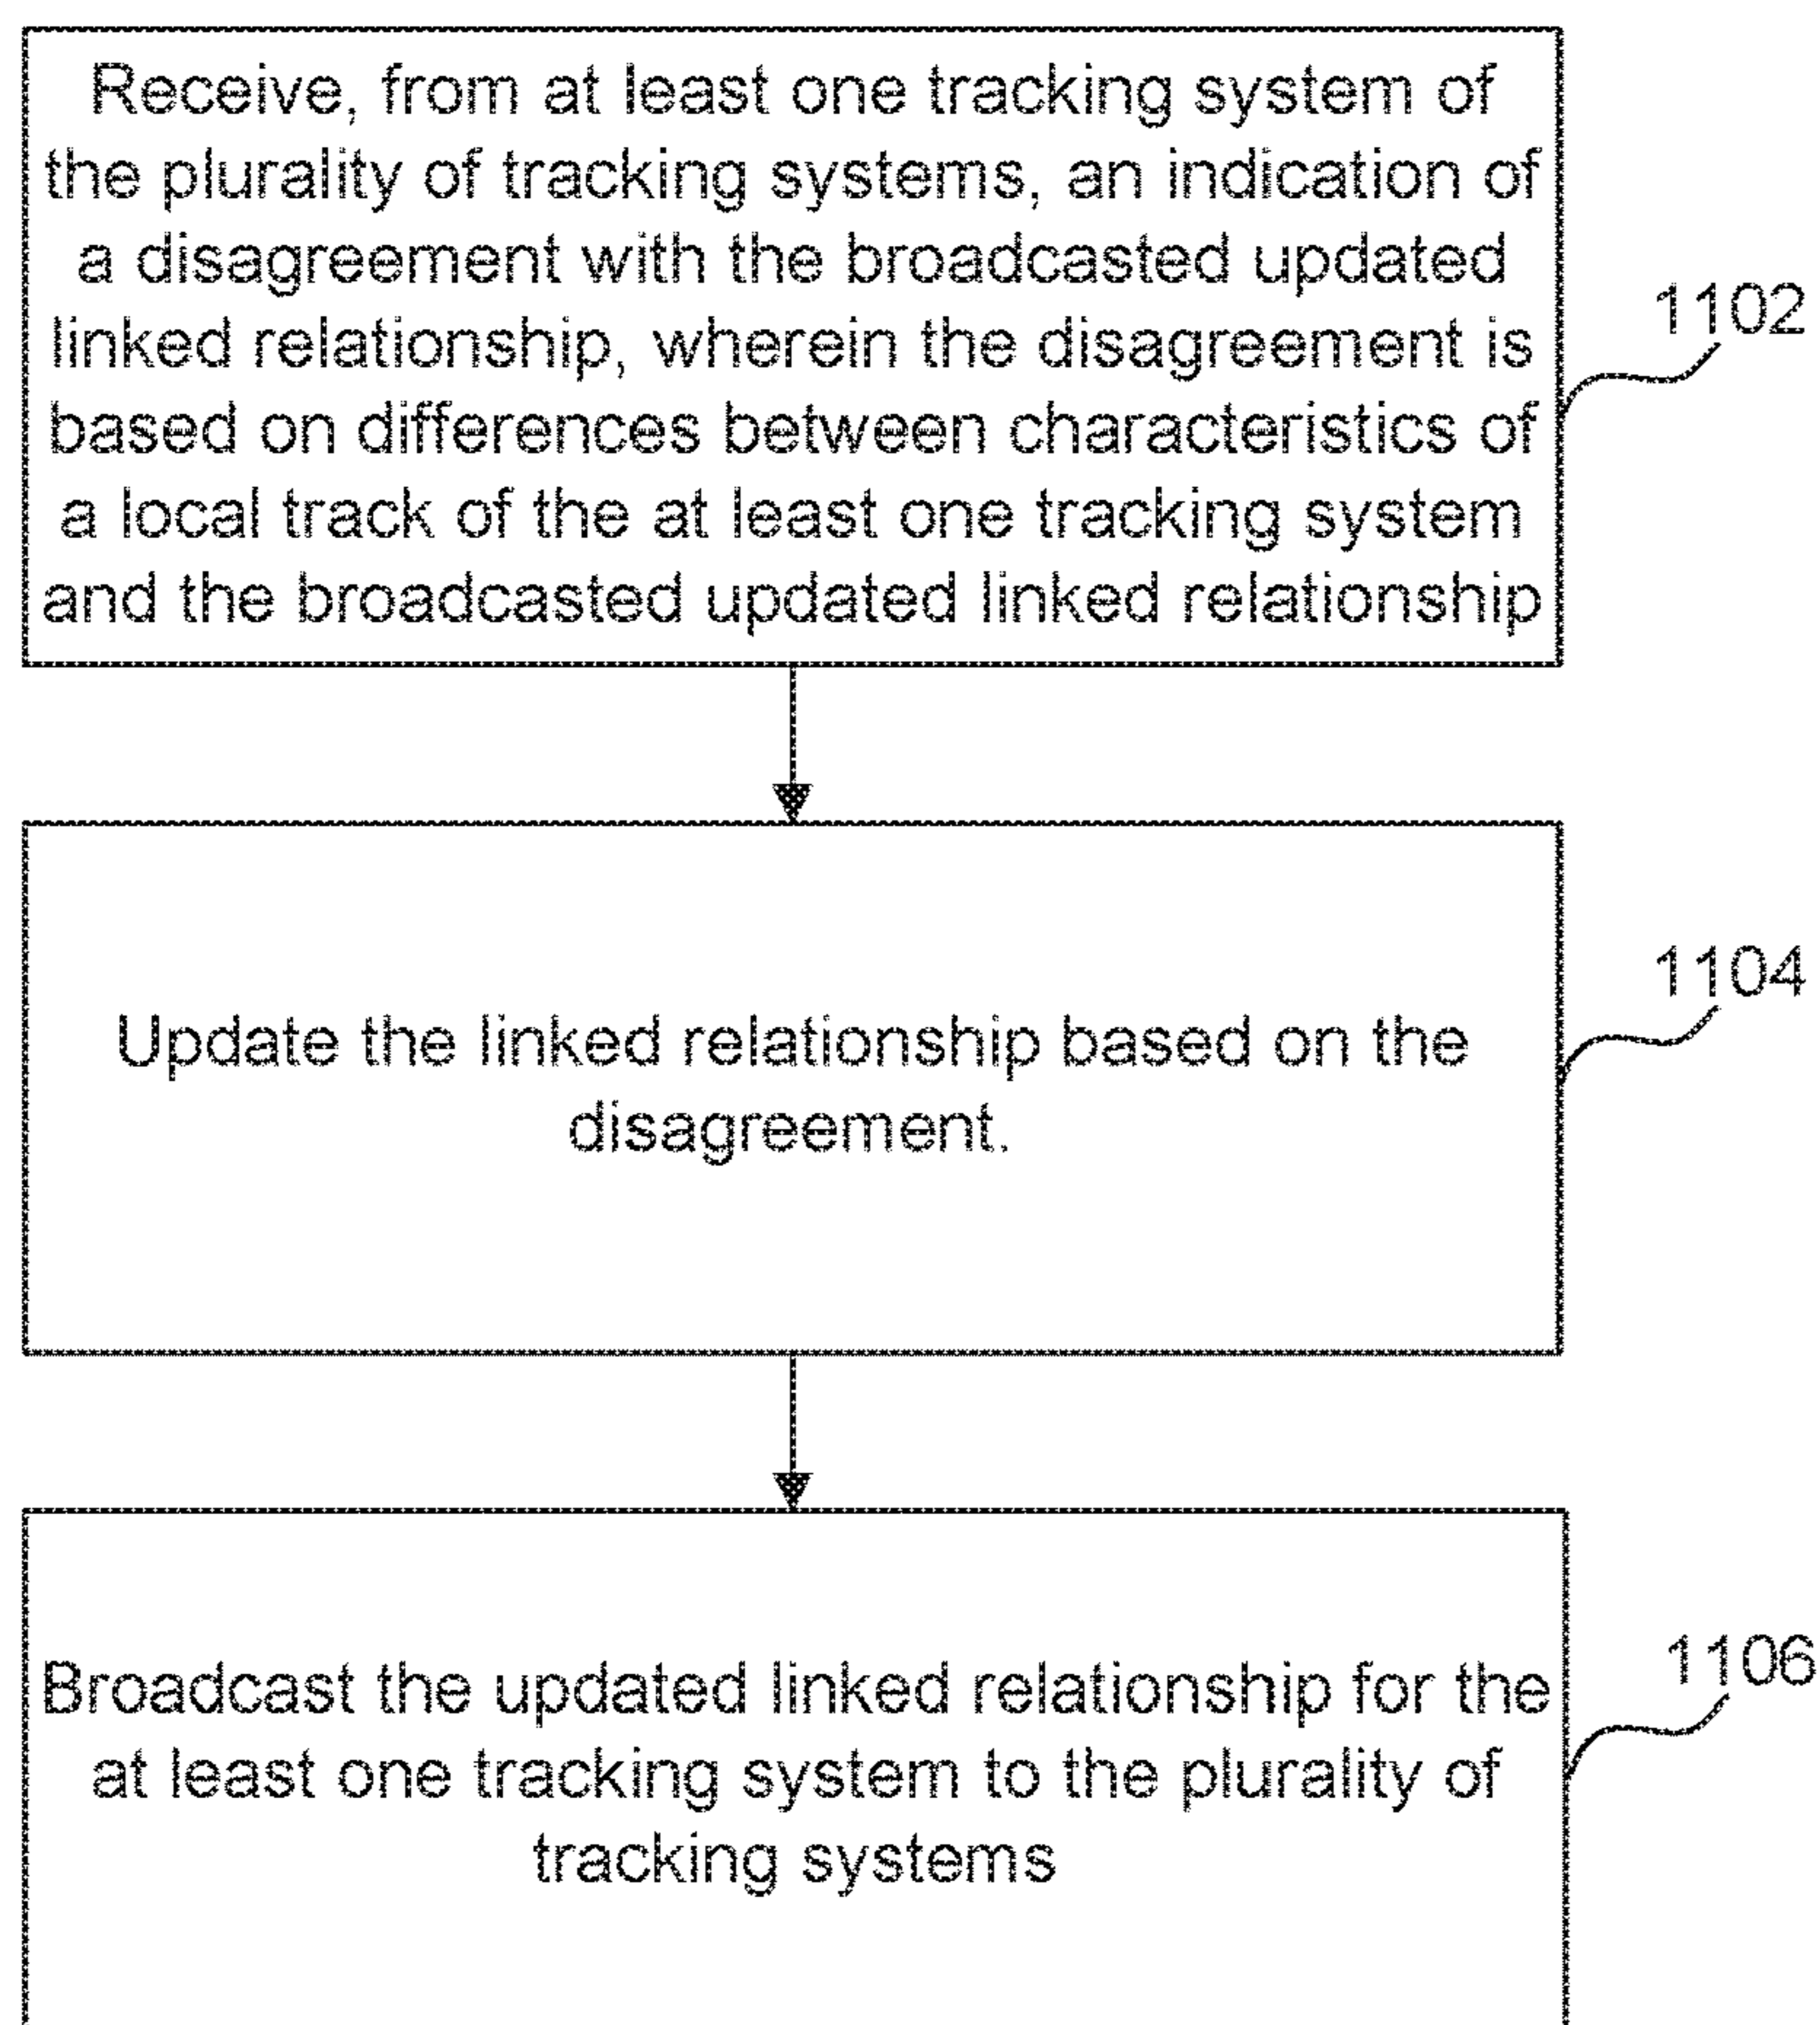 Receive, from at least one tracking system of
the plurality of tracking systems, an indication of
a disagreement with the broadcasted updated
linked relationship, wherein the disagreement is
based on differences between characteristics of
a local track of the at least one tracking system
and the broadcasted updated linked relationship
1102
Update the linked relationship based on the
disagreement.
1104
Broadcast the updated linked relationship for the
at least one tracking system to the plurality of
tracking systems
1106